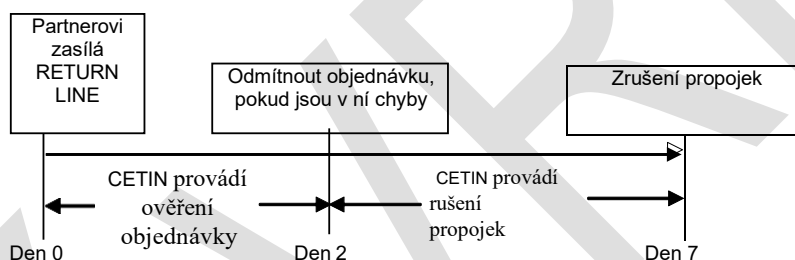 Partnerovi
zasílá
RETURN
LINE
Odmítnout objednávku,
pokud jsou v ní chyby
Zrušení propojek
CETIN provádí
ověření
objednávky
CETIN provádí
rušení
propojek
Den 0
Den 2
Den 7